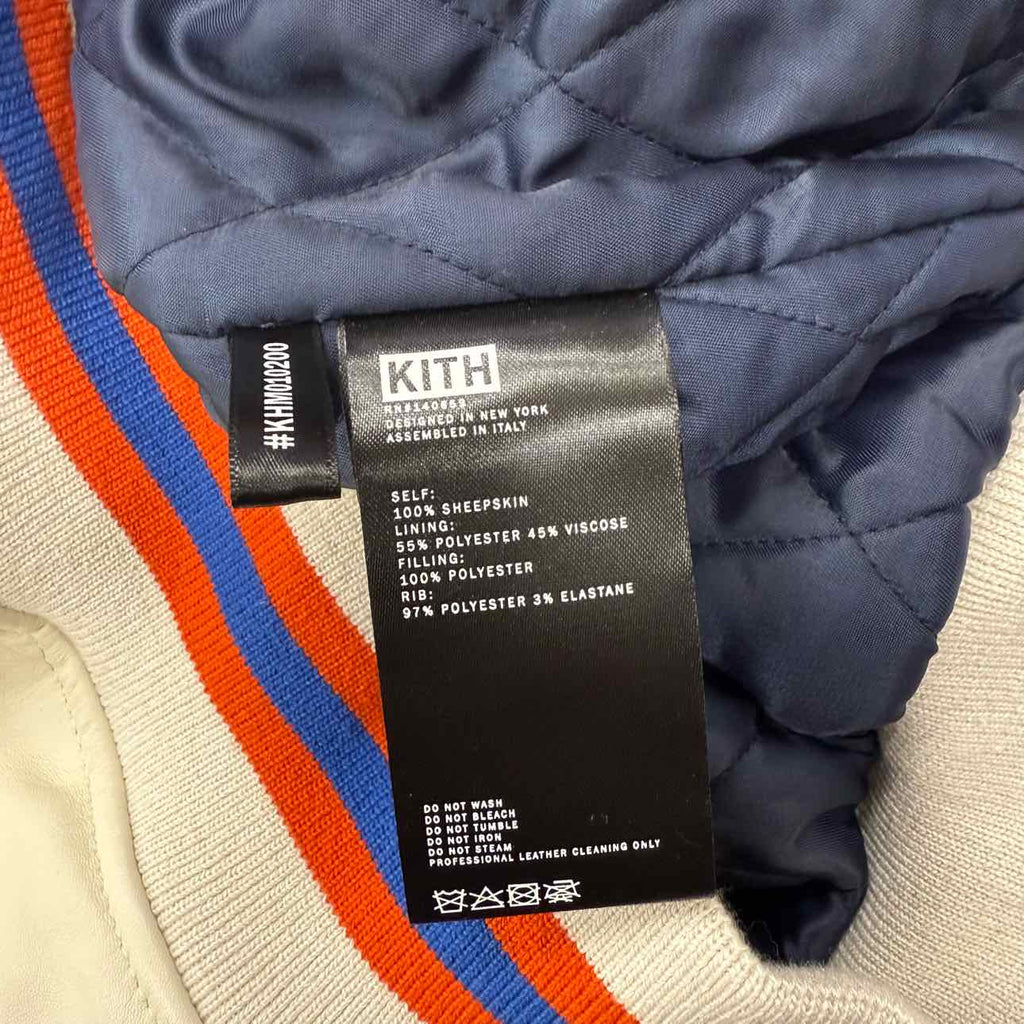 #KHM010200
KITH
DESIGNED IN NEW YORK
ASSEMBLED IN ITALY
SELF:
100% SHEEPSKIN
LINING:
55% POLYESTER 45% VISCOSE
FILLING:
100% POLYESTER
RIB:
97% POLYESTER 3% ELASTANE
DO NOT WASH
DO NOT BLEACH
DO NOT TUMBLE
DO NOT IRON
DO NOT STEAM
PROFESSIONAL LEATHER CLEANING ONLY